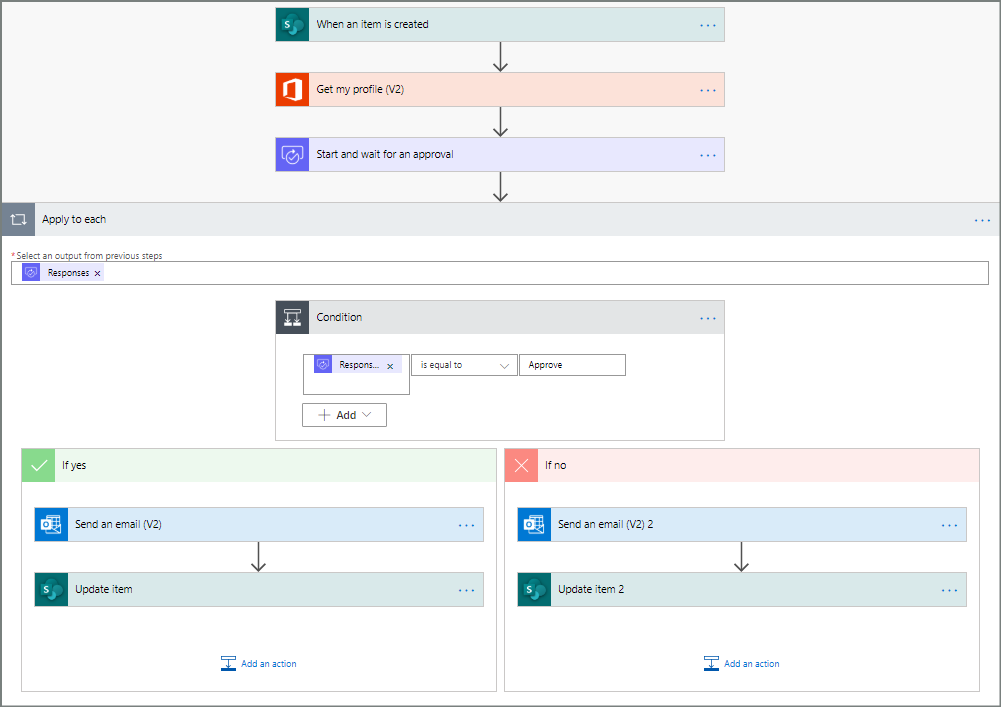 When an item is created
Get my profile (V2)
Start and wait for an approval
Apply to each
*Select an output from previous steps
Responses x
Condition
Respons... x is equal to Approve
+ Add
If yes
Send an email (V2)
Update item
Add an action
If no
Send an email (V2) 2
Update item 2
Add an action